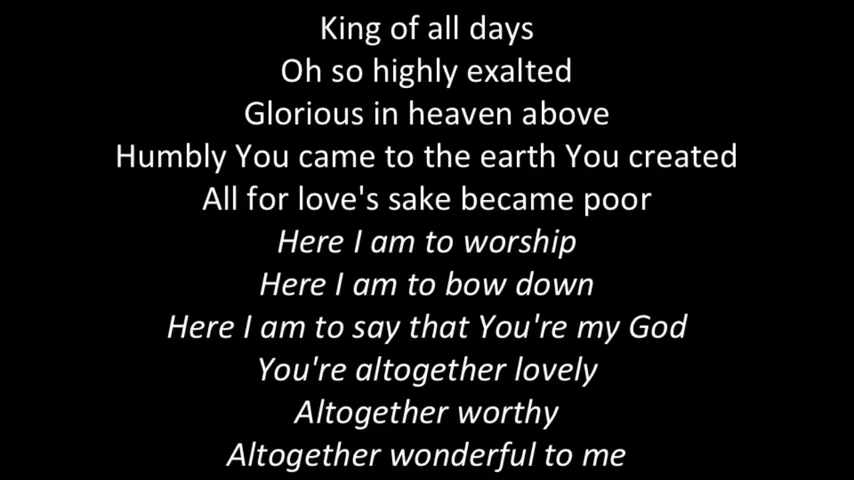 King of all days
Oh so highly exalted
Glorious in heaven above
Humbly You came to the earth You created
All for love's sake became poor
Here I am to worship
Here I am to bow down
Here I am to say that You're my God
You're altogether lovely
Altogether worthy
Altogether wonderful to me